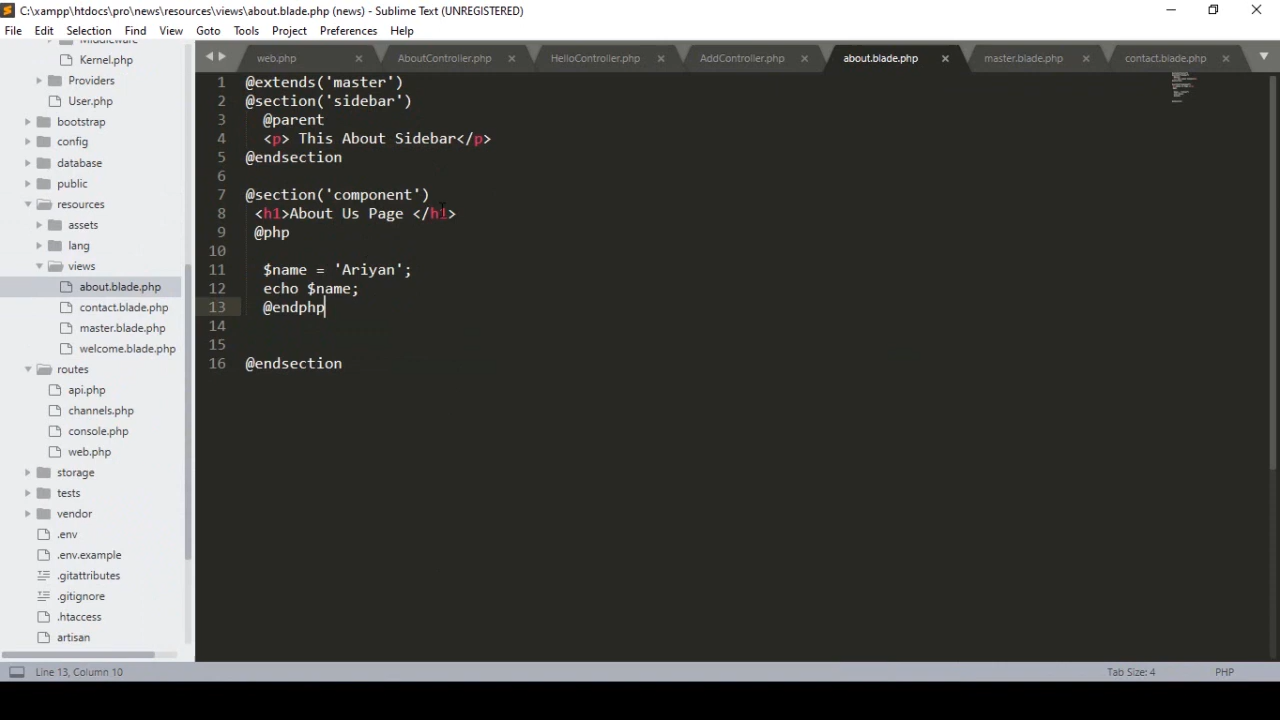 C:\xampp\htdocs\pro\news\resources\views\about.blade.php (news) - Sublime Text (UNREGISTERED)
File Edit Selection Find View Goto Tools Project Preferences Help
Middleware
Kernel.php
Providers
User.php
bootstrap
config
database
public
resources
assets
lang
views
about.blade.php
contact.blade.php
master.blade.php
welcome.blade.php
routes
api.php
channels.php
console.php
web.php
storage
tests
vendor
.env
.env.example
.gitattributes
.gitignore
.htaccess
artisan
web.php AboutController.php HelloController.php AddController.php about.blade.php master.blade.php contact.blade.php
1 @extends('master')
2 @section('sidebar')
3 @parent
4 <p> This About Sidebar</p>
5 @endsection
6
7 @section('component')
8 <h1>About Us Page </h1>
9 @php
10
11 $name = 'Ariyan';
12 echo $name;
13 @endphp
14
15
16 @endsection
Line 13, Column 10
Tab Size: 4
PHP